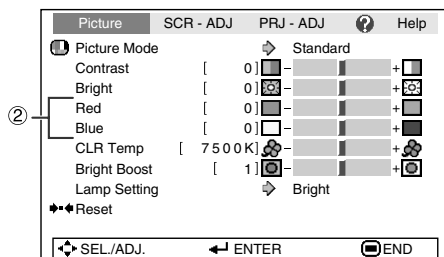 Picture SCR - ADJ PRJ - ADJ ? Help
Picture Mode Standard
Contrast [ 0] - +
Bright [ 0] - +
② Red [ 0] - +
Blue [ 0] - +
CLR Temp [ 7500K] - +
Bright Boost [ 1] - +
Lamp Setting Bright
Reset
SEL./ADJ. ENTER END